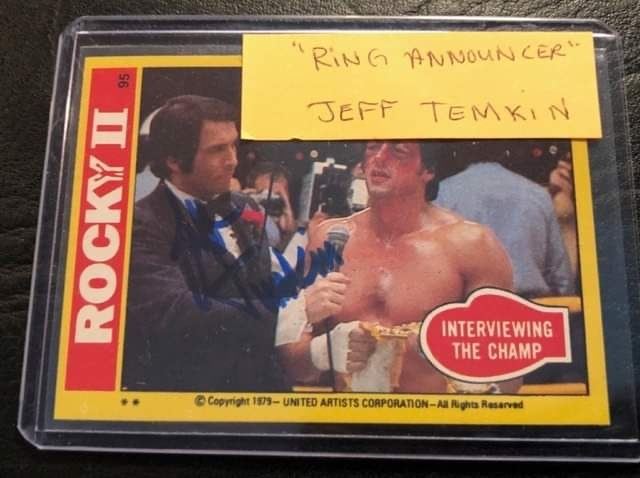 "RING ANNOUNCER"
JEFF TEMKIN
95
ROCKY II
INTERVIEWING
THE CHAMP
** © Copyright 1979 – UNITED ARTISTS CORPORATION – All Rights Reserved